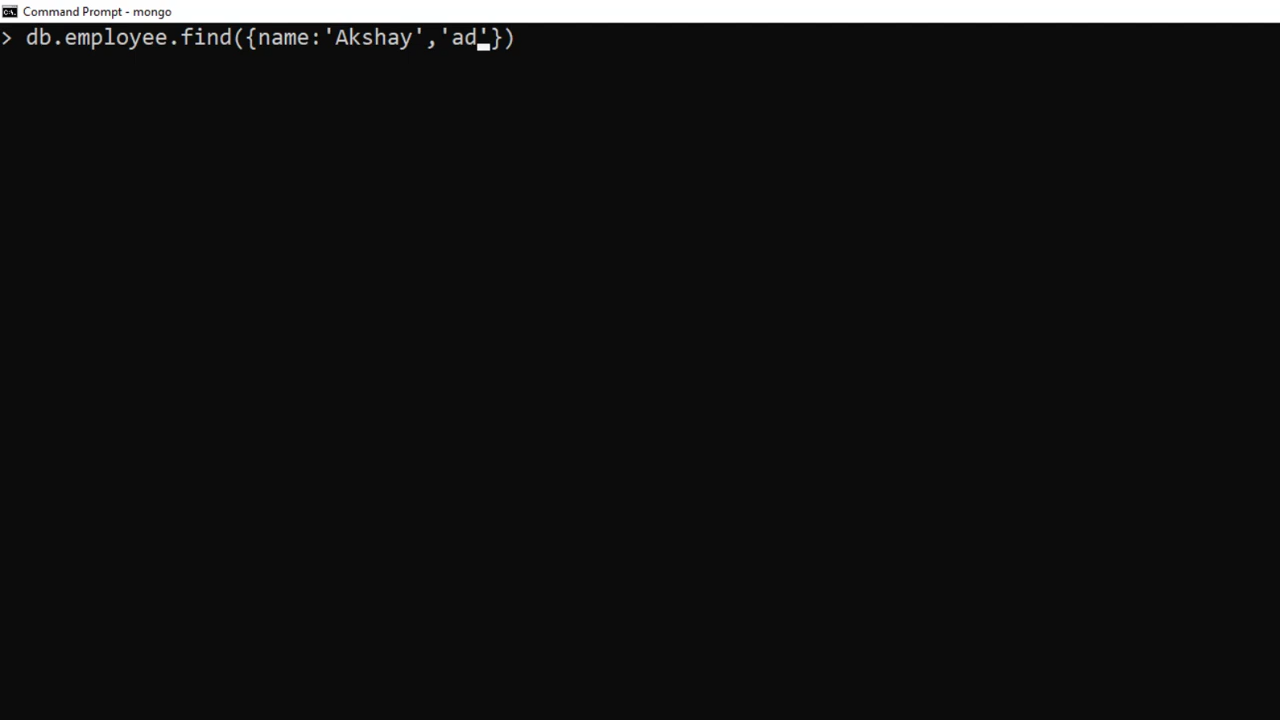 Command Prompt - mongo
> db.employee.find({name:'Akshay','ad'})